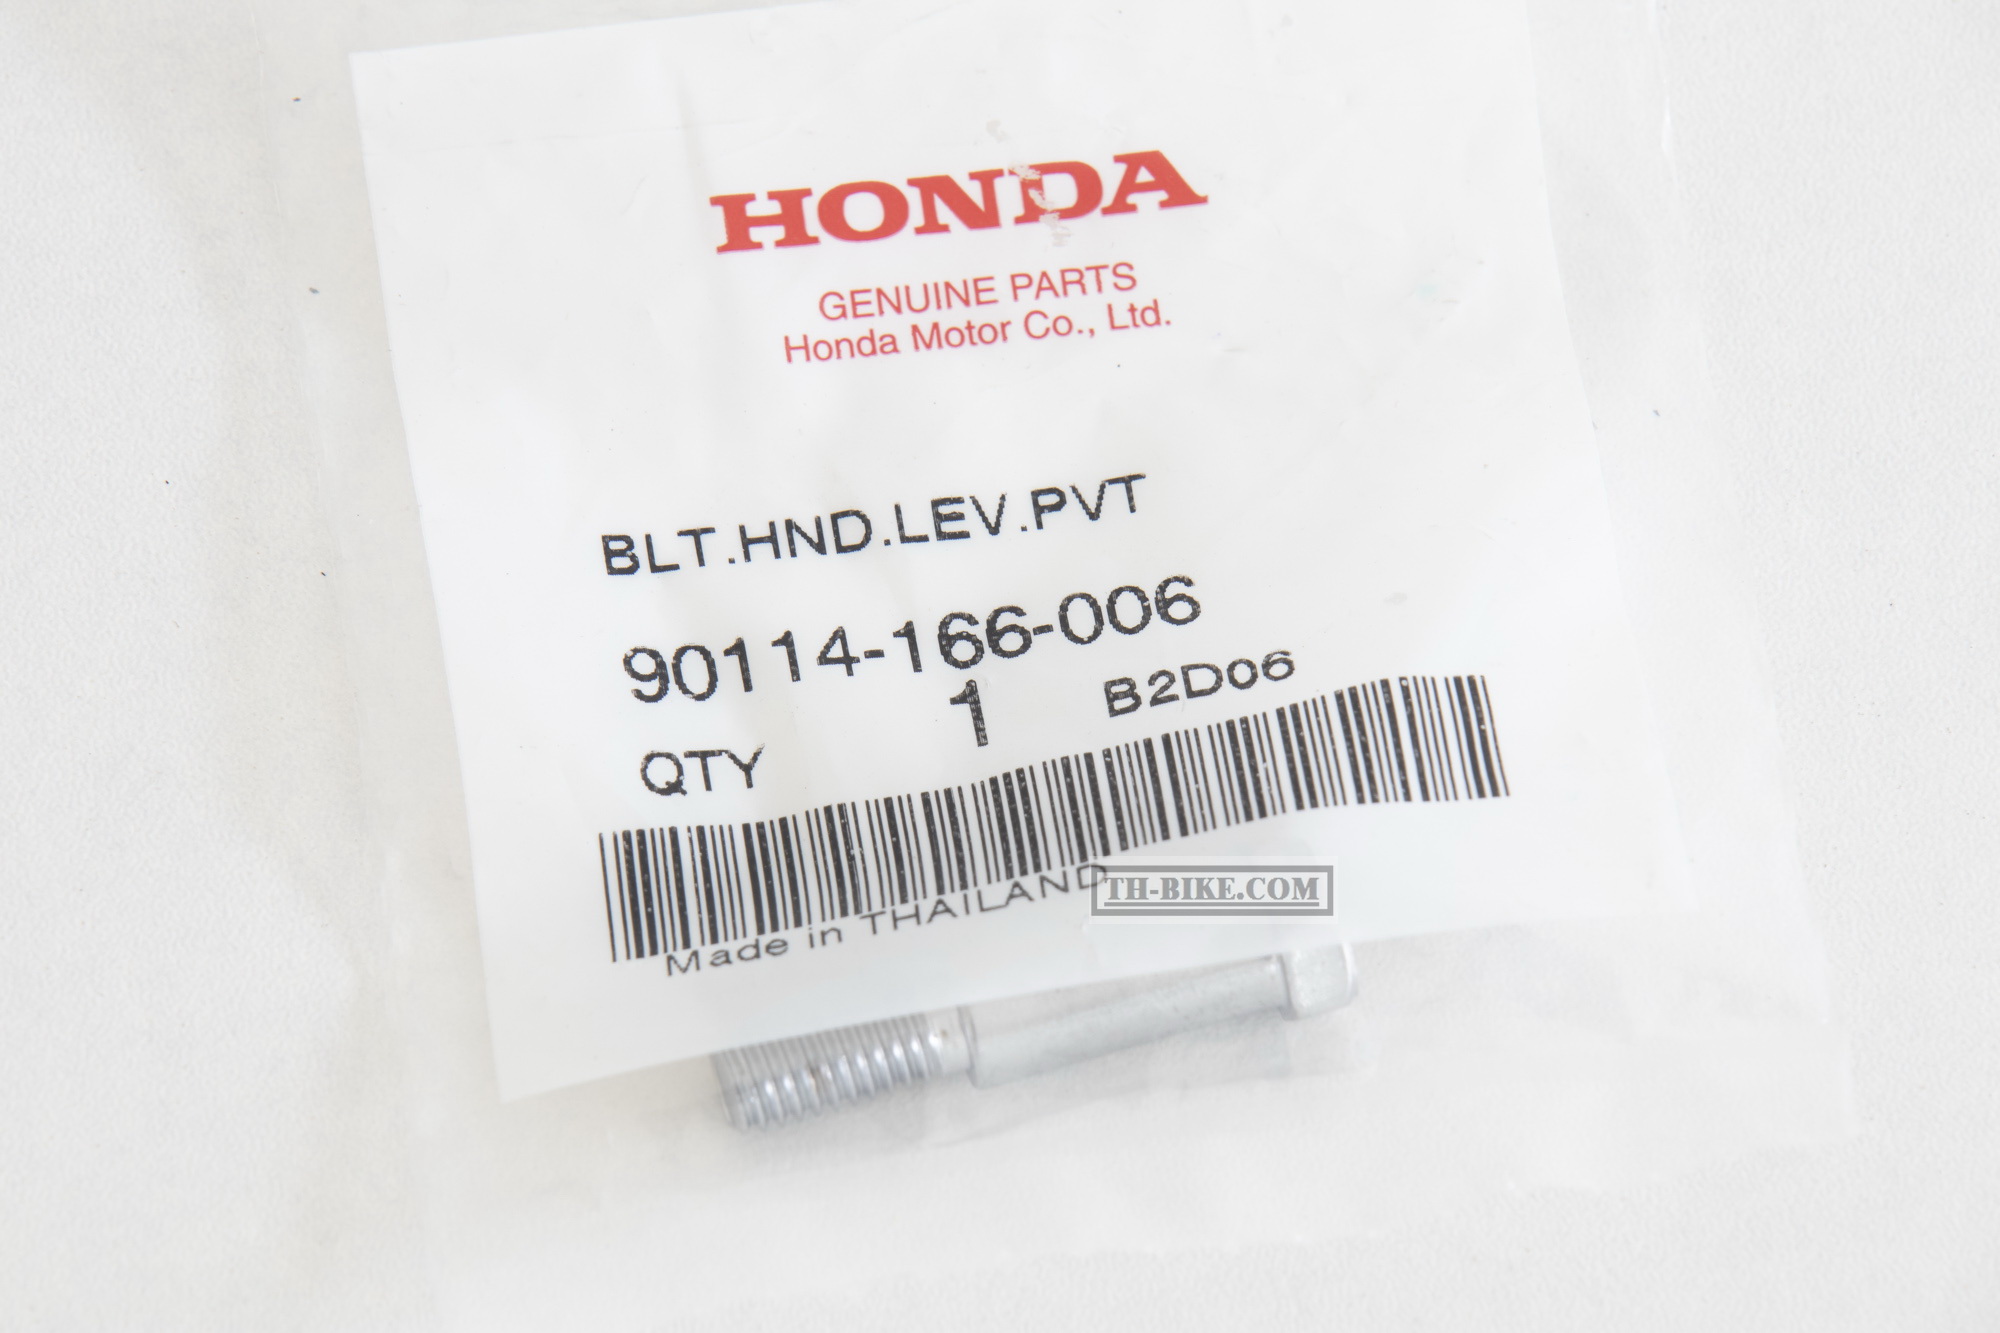 HONDA
GENUINE PARTS
Honda Motor Co., Ltd.
BLT.HND.LEV.PVT
90114-166-006
QTY 1 B2D06
Made in THAILAND
TH-BIKE.COM